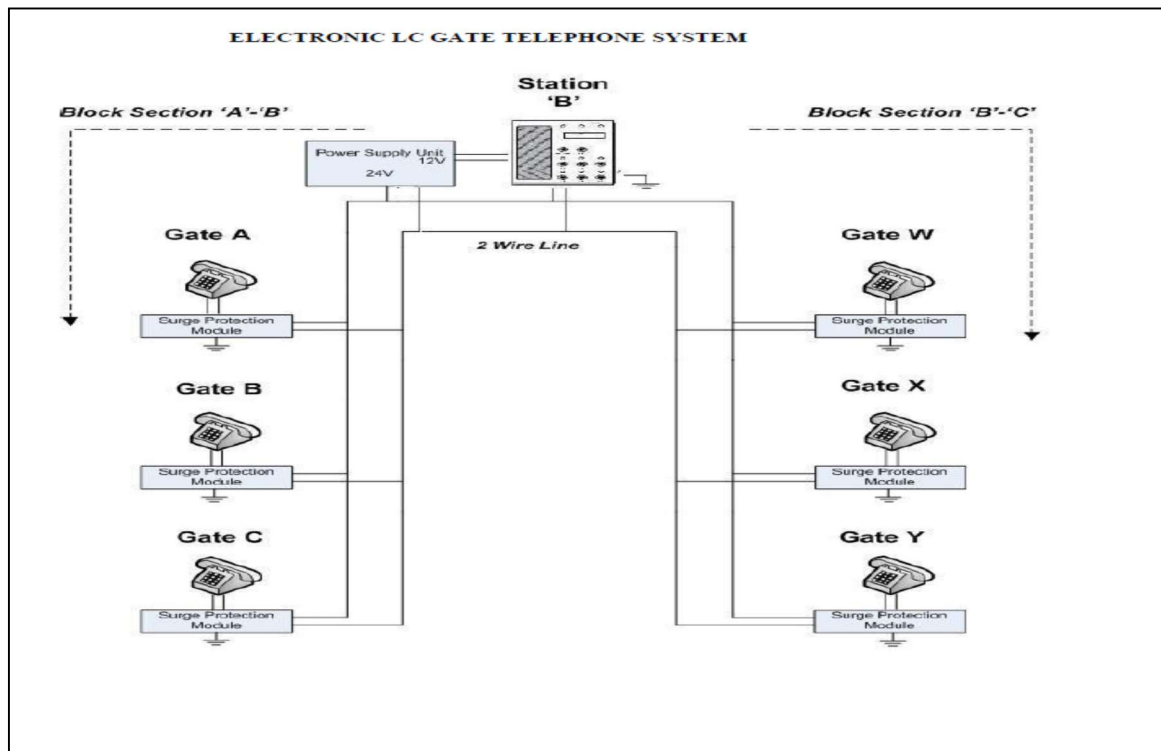 ELECTRONIC LC GATE TELEPHONE SYSTEM
Station
'B'
Block Section 'A'-'B'
Block Section 'B'-'C'
Power Supply Unit
12V
24V
2 Wire Line
Gate A
Surge Protection
Module
Gate B
Surge Protection
Module
Gate C
Surge Protection
Module
Gate W
Surge Protection
Module
Gate X
Surge Protection
Module
Gate Y
Surge Protection
Module